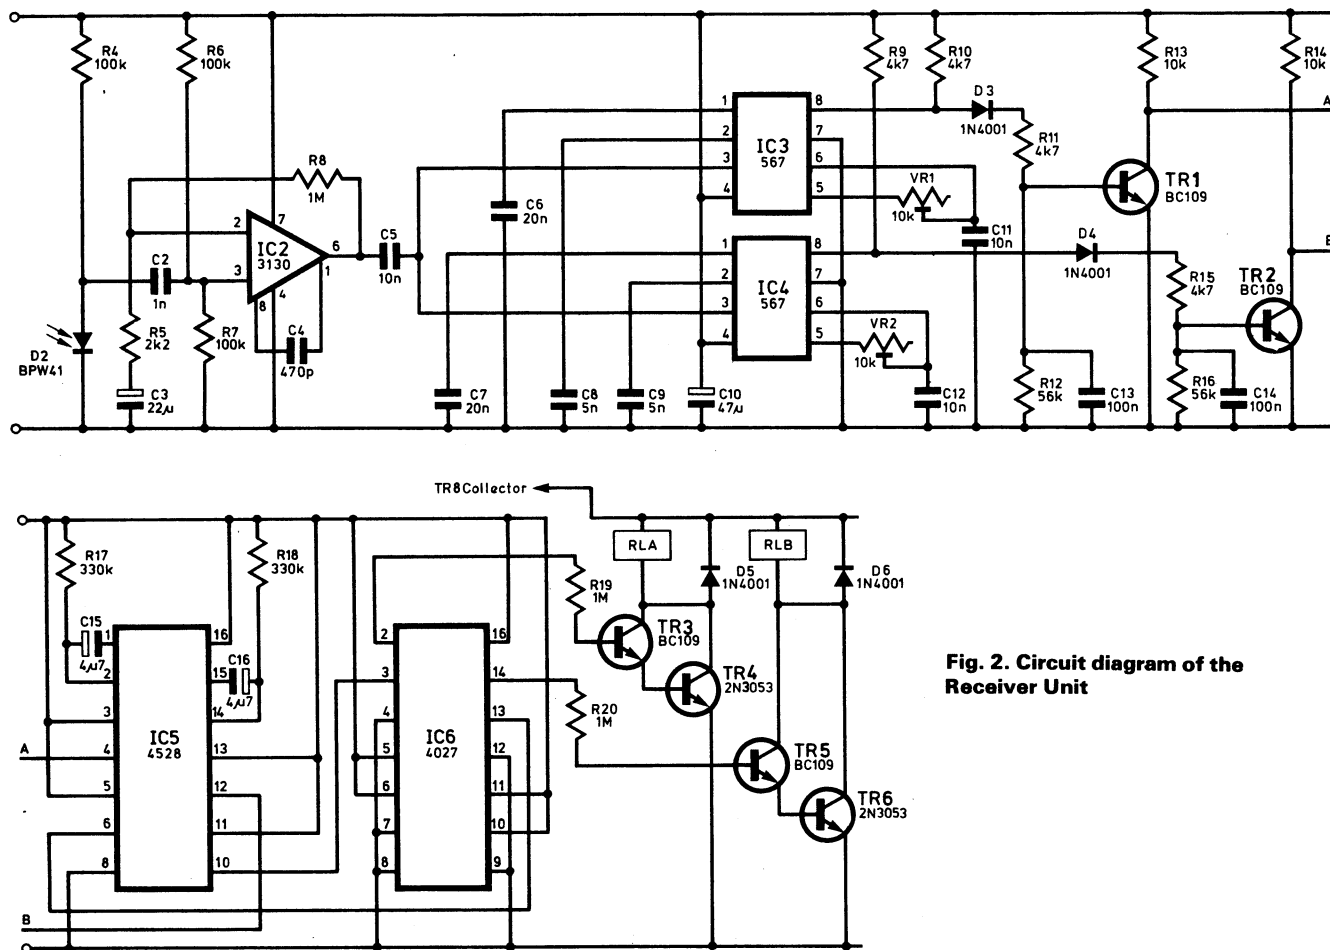 R4
100k
R6
100k
R8
1M
2
3
7
6
1
4
8
IC2
3130
C2
1n
R5
2k2
R7
100k
C4
470p
D2
BPW41
C3
22µ
C5
10n
C6
20n
C7
20n
C8
5n
C9
5n
C10
47µ
1
2
3
4
8
7
6
5
IC3
567
1
2
3
4
8
7
6
5
IC4
567
R9
4k7
R10
4k7
D3
1N4001
R11
4k7
VR1
10k
C11
10n
VR2
10k
C12
10n
D4
1N4001
R12
56k
C13
100n
R13
10k
TR1
BC109
R14
10k
A
R15
4k7
TR2
BC109
R16
56k
C14
100n
TR8 Collector
R17
330k
R18
330k
C15
4µ7
C16
4µ7
1
2
3
4
5
6
8
16
15
14
13
12
11
10
IC5
4528
A
B
2
3
4
5
6
7
8
16
14
13
12
11
10
9
IC6
4027
R19
1M
R20
1M
RLA
RLB
D5
1N4001
D6
1N4001
TR3
BC109
TR4
2N3053
TR5
BC109
TR6
2N3053
Fig. 2. Circuit diagram of the
Receiver Unit